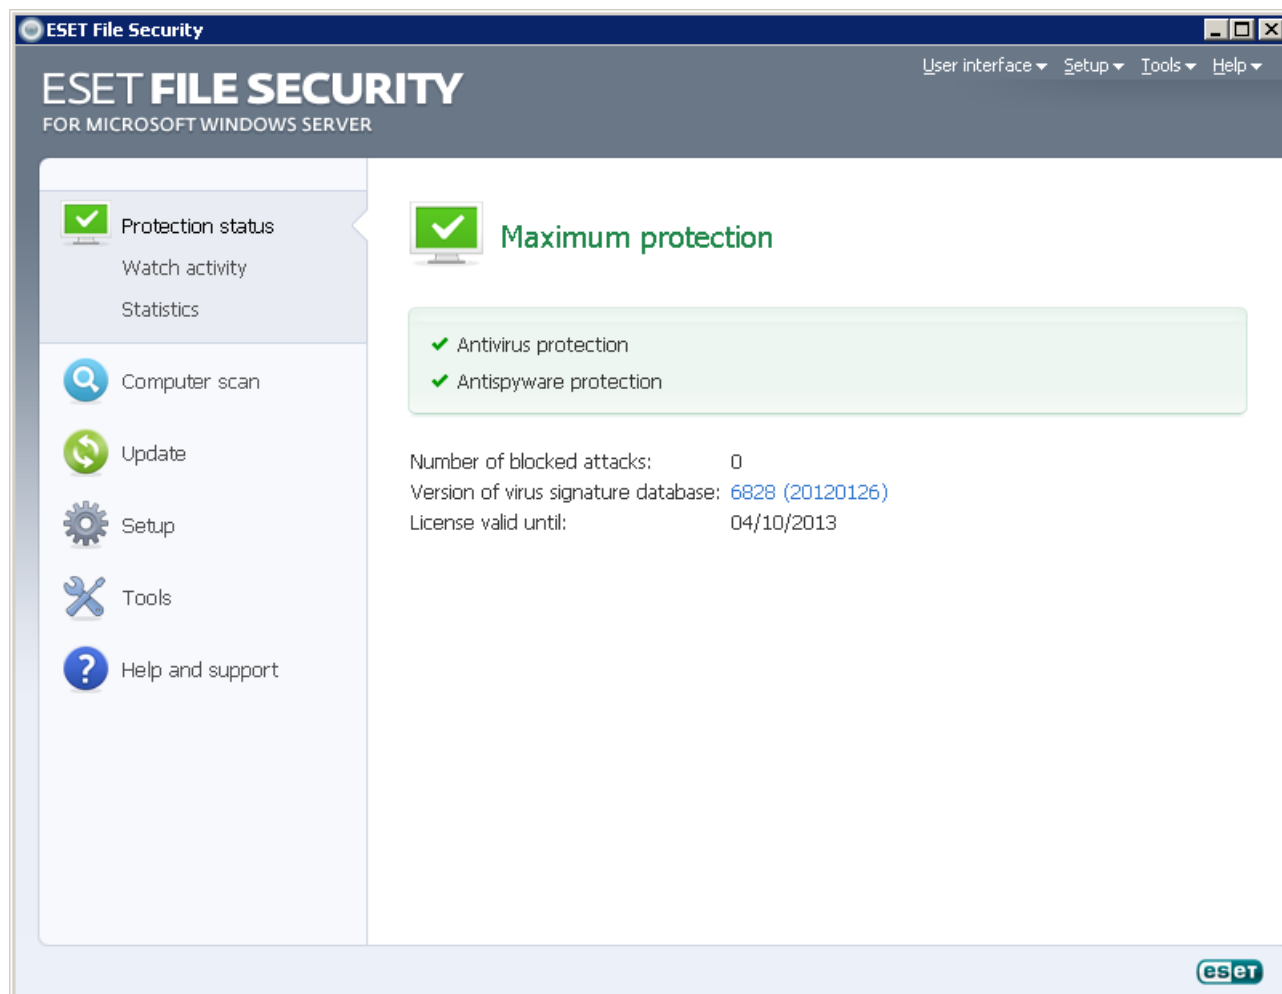 ESET File Security
User interface Setup Tools Help
ESET FILE SECURITY
FOR MICROSOFT WINDOWS SERVER
Protection status
Watch activity
Statistics
Computer scan
Update
Setup
Tools
Help and support
Maximum protection
Antivirus protection
Antispyware protection
Number of blocked attacks: 0
Version of virus signature database: 6828 (20120126)
License valid until: 04/10/2013
eseT